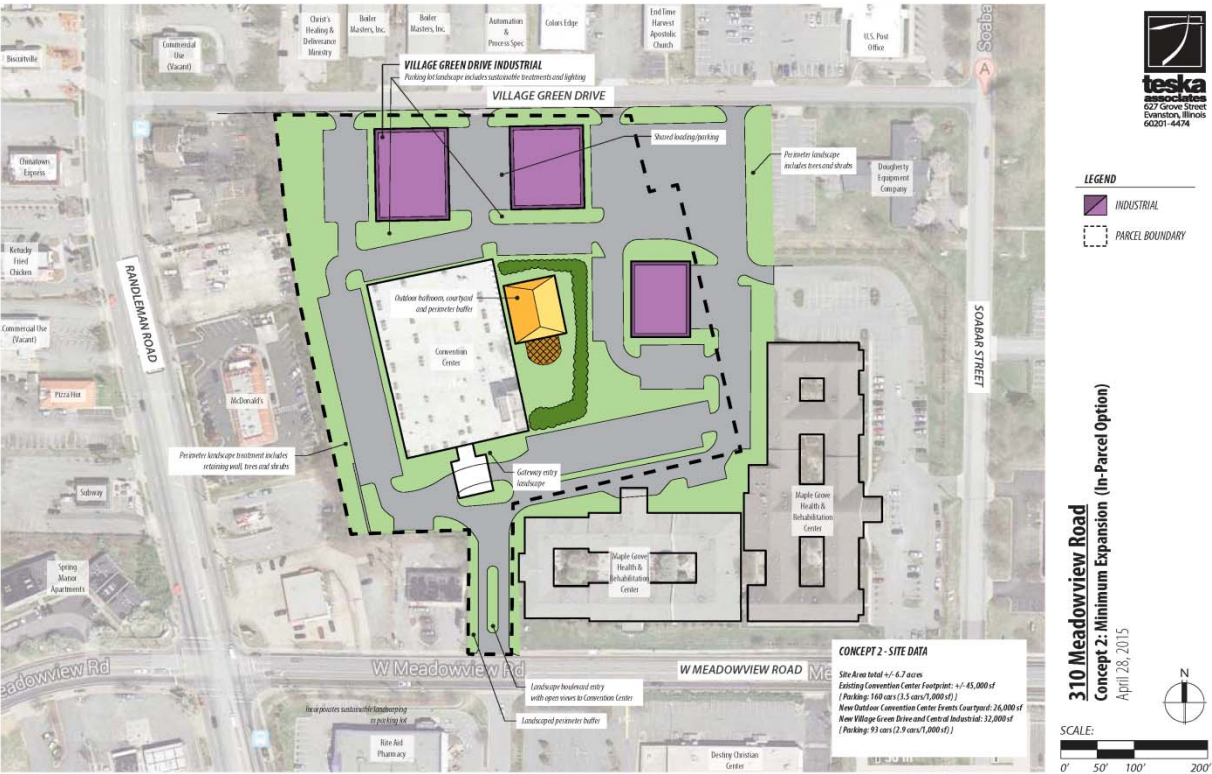 Biscuitville
Commercial
Use
(Vacant)
Christ's
Healing &
Deliverance
Ministry
Boiler
Masters, Inc.
Boiler
Masters, Inc.
Automation
&
Process Spec
Colors Edge
End Time
Harvest
Apostolic
Church
U.S. Post
Office
Soaba
A
VILLAGE GREEN DRIVE INDUSTRIAL
Parking lot landscape includes sustainable treatments and lighting
VILLAGE GREEN DRIVE
Shared loading/parking
Perimeter landscape
includes trees and shrubs
Dougherty
Equipment
Company
Chinatown
Express
Ketucky
Fried
Chicken
RANDLEMAN ROAD
Commercial Use
(Vacant)
Outdoor ballroom, courtyard
and perimeter buffer
Convention
Center
SOABAR STREET
Pizza Hut
McDonald's
Perimeter landscape treatment includes
retaining wall, trees and shrubs
Gateway entry
landscape
Subway
Maple Grove
Health &
Rehabilitation
Center
Maple Grove
Health &
Rehabilitation
Center
Spring
Manor
Apartments
eadowview Rd
W Meadowview Rd
W MEADOWVIEW ROAD
Me
Landscape boulevard entry
with open views to Convention Center
Incorporates sustainable landscaping
in parking lot
Landscaped perimeter buffer
Rite Aid
Pharmacy
Destiny Christian
Center
CONCEPT 2 - SITE DATA
Site Area total +/- 6.7 acres
Existing Convention Center Footprint: +/- 45,000 sf
[ Parking: 160 cars (3.5 cars/1,000 sf) ]
New Outdoor Convention Center Events Courtyard: 26,000 sf
New Village Green Drive and Central Industrial: 32,000 sf
[ Parking: 93 cars (2.9 cars/1,000 sf) ]
teska
associates
627 Grove Street
Evanston, Illinois
60201-4474
LEGEND
INDUSTRIAL
PARCEL BOUNDARY
310 Meadowview Road
Concept 2: Minimum Expansion (In-Parcel Option)
April 28, 2015
N
SCALE:
0' 50' 100' 200'